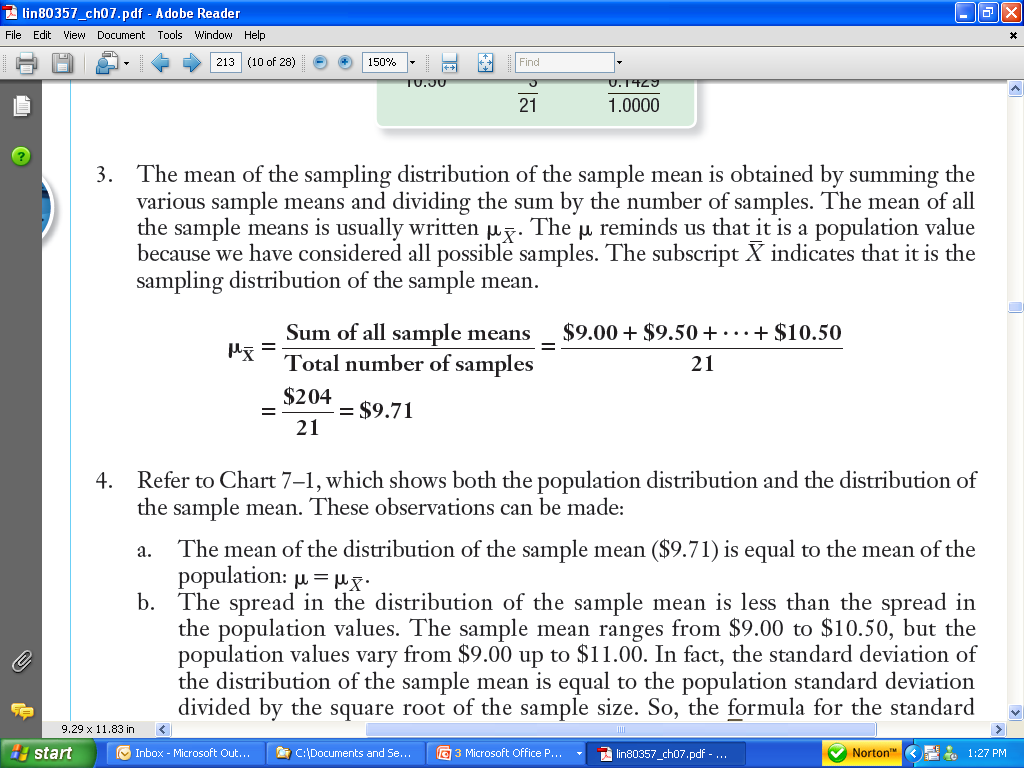 lin80357_ch07.pdf - Adobe Reader
File Edit View Document Tools Window Help
213 (10 of 28) 150% Find
10.50 3 0.1429
21 1.0000
3. The mean of the sampling distribution of the sample mean is obtained by summing the
various sample means and dividing the sum by the number of samples. The mean of all
the sample means is usually written μX̄. The μ reminds us that it is a population value
because we have considered all possible samples. The subscript X̄ indicates that it is the
sampling distribution of the sample mean.
μX̄ = Sum of all sample means / Total number of samples = $9.00 + $9.50 + · · · + $10.50 / 21
= $204 / 21 = $9.71
4. Refer to Chart 7–1, which shows both the population distribution and the distribution of
the sample mean. These observations can be made:
a. The mean of the distribution of the sample mean ($9.71) is equal to the mean of the
population: μ = μX̄.
b. The spread in the distribution of the sample mean is less than the spread in
the population values. The sample mean ranges from $9.00 to $10.50, but the
population values vary from $9.00 up to $11.00. In fact, the standard deviation of
the distribution of the sample mean is equal to the population standard deviation
divided by the square root of the sample size. So, the formula for the standard
9.29 x 11.83 in
start Inbox - Microsoft Out... C:\Documents and Se... 3 Microsoft Office P... lin80357_ch07.pdf - ... Norton™ 1:27 PM